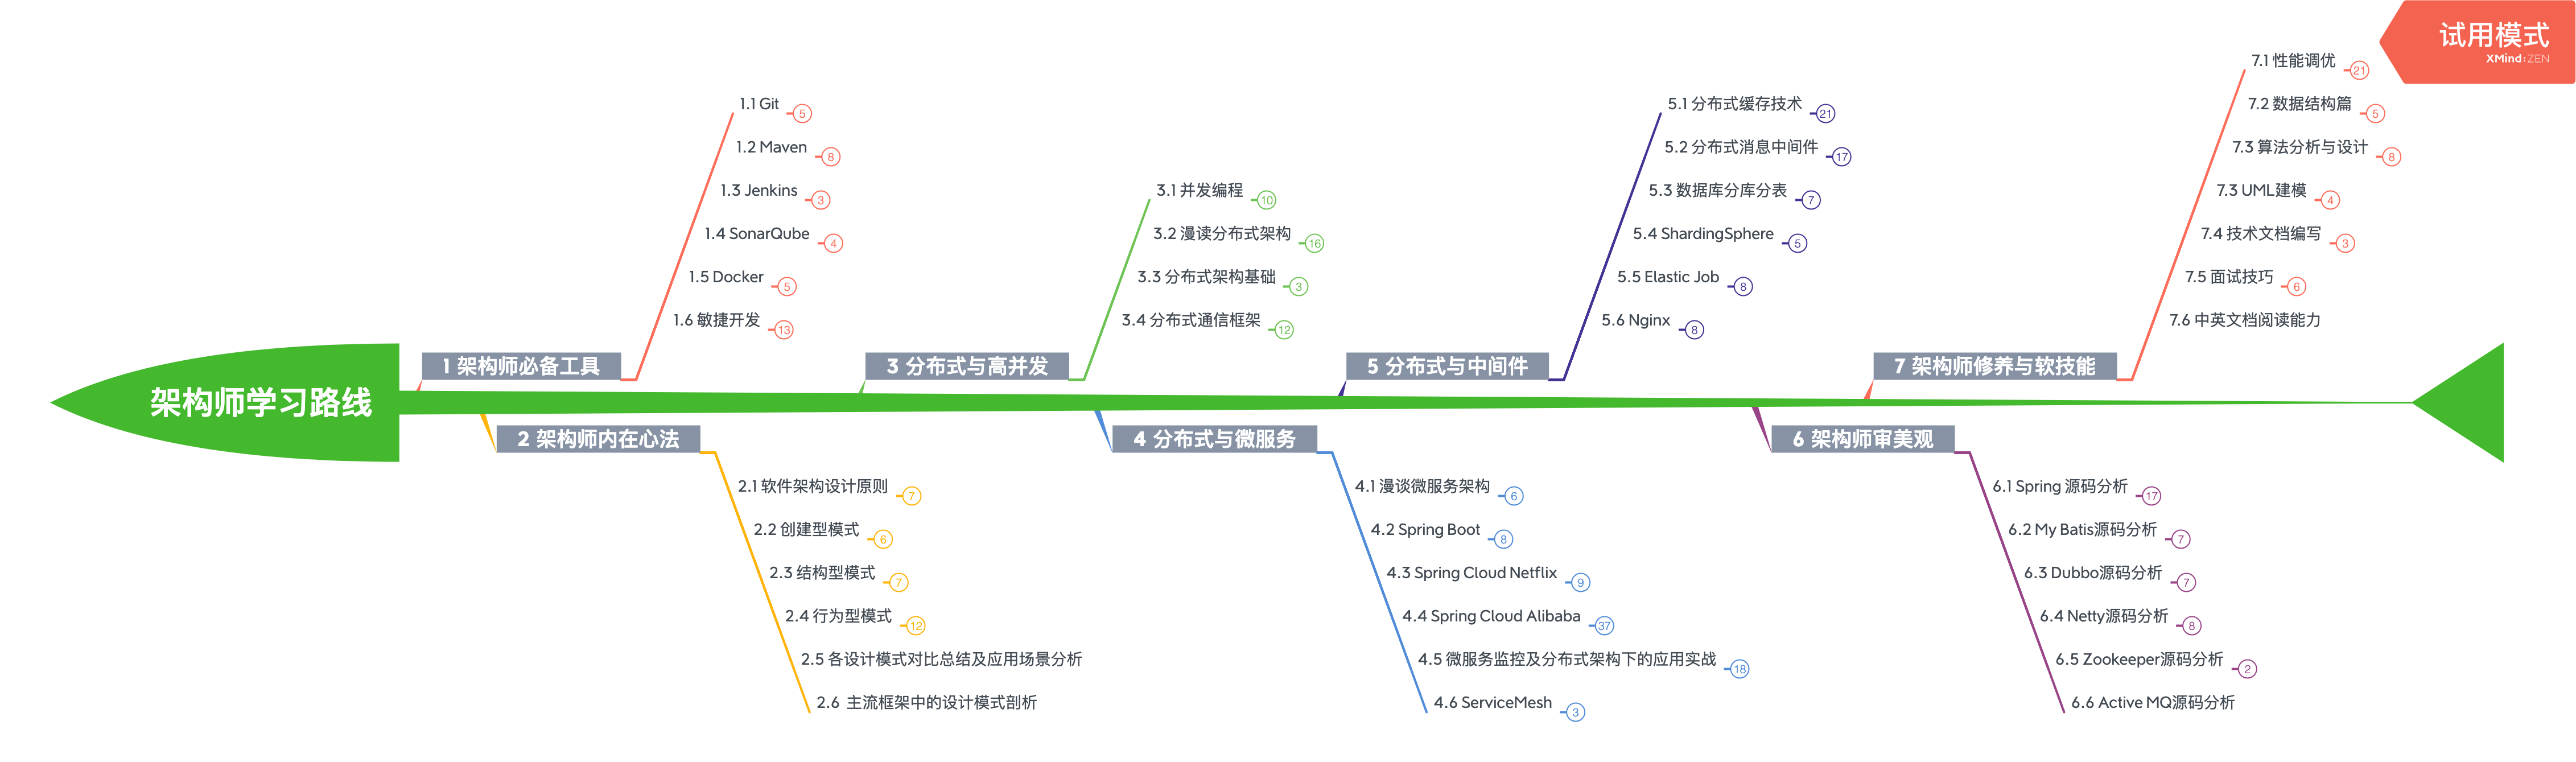 试用模式
XMind:ZEN
架构师学习路线
1 架构师必备工具
1.1 Git
5
1.2 Maven
8
1.3 Jenkins
3
1.4 SonarQube
4
1.5 Docker
5
1.6 敏捷开发
13
2 架构师内在心法
2.1 软件架构设计原则
7
2.2 创建型模式
6
2.3 结构型模式
7
2.4 行为型模式
12
2.5 各设计模式对比总结及应用场景分析
2.6 主流框架中的设计模式剖析
3 分布式与高并发
3.1 并发编程
10
3.2 漫读分布式架构
16
3.3 分布式架构基础
3
3.4 分布式通信框架
12
4 分布式与微服务
4.1 漫谈微服务架构
6
4.2 Spring Boot
8
4.3 Spring Cloud Netflix
9
4.4 Spring Cloud Alibaba
37
4.5 微服务监控及分布式架构下的应用实战
18
4.6 ServiceMesh
3
5 分布式与中间件
5.1 分布式缓存技术
21
5.2 分布式消息中间件
17
5.3 数据库分库分表
7
5.4 ShardingSphere
5
5.5 Elastic Job
8
5.6 Nginx
8
6 架构师审美观
6.1 Spring 源码分析
17
6.2 My Batis源码分析
7
6.3 Dubbo源码分析
7
6.4 Netty源码分析
8
6.5 Zookeeper源码分析
2
6.6 Active MQ源码分析
7 架构师修养与软技能
7.1 性能调优
21
7.2 数据结构篇
5
7.3 算法分析与设计
8
7.3 UML建模
4
7.4 技术文档编写
3
7.5 面试技巧
6
7.6 中英文档阅读能力